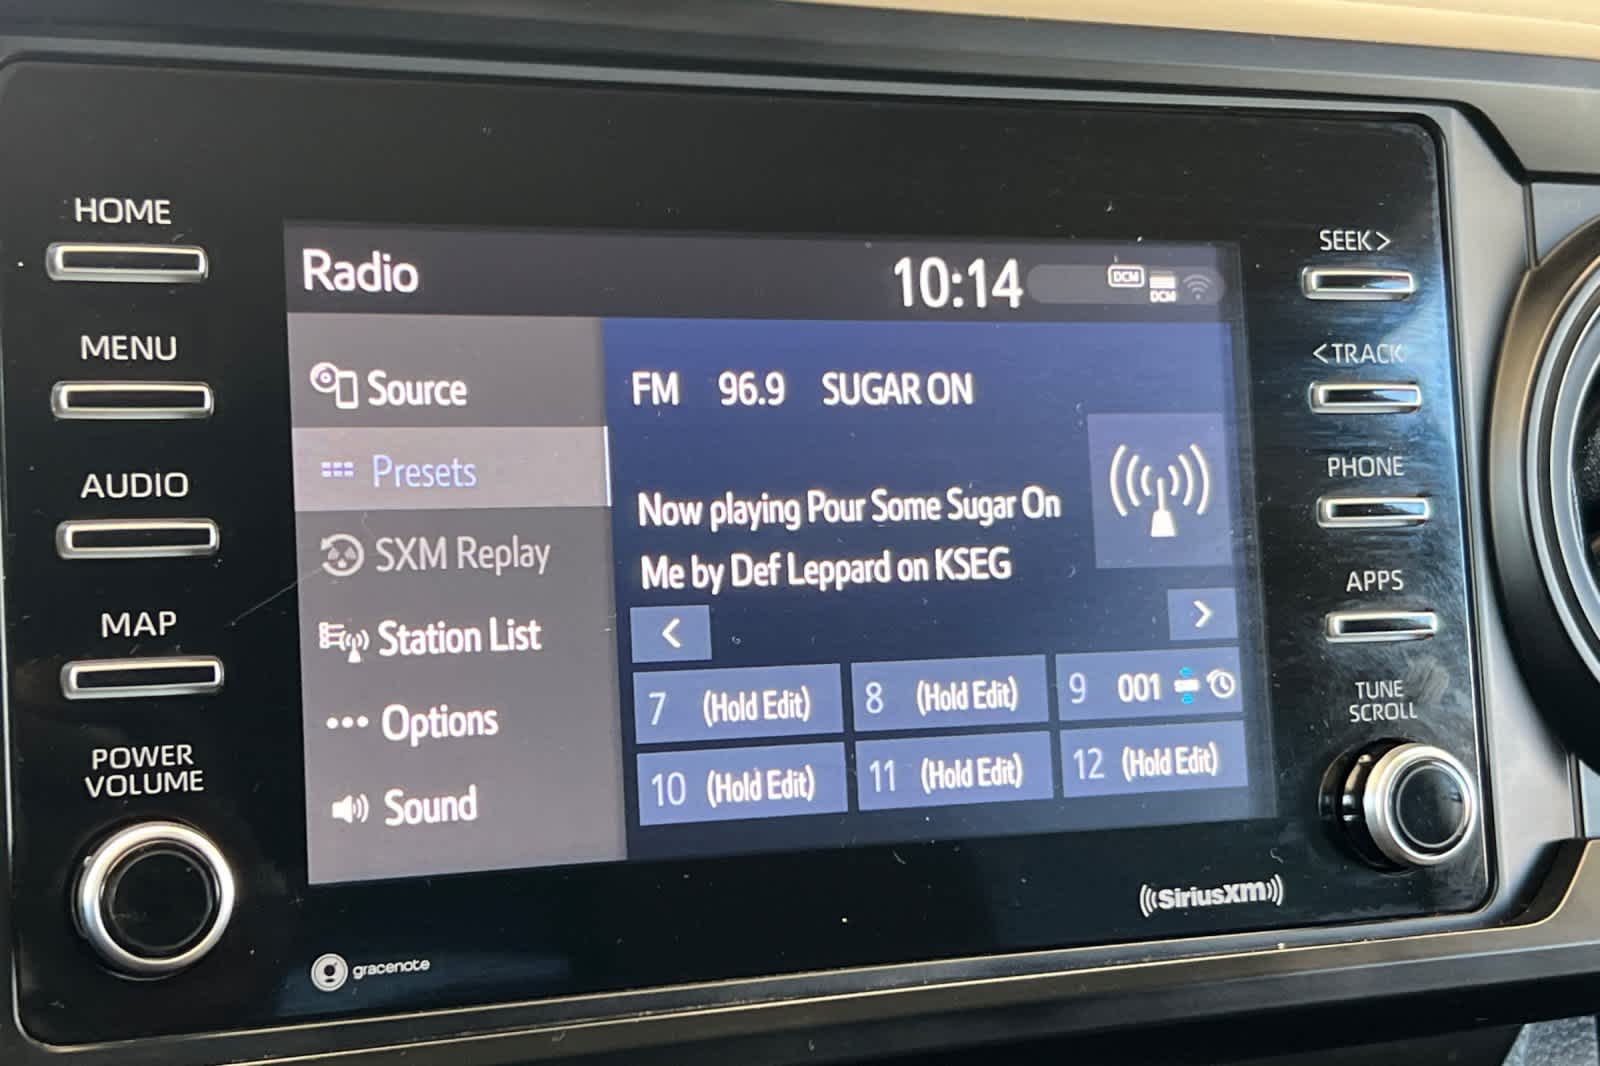 HOME
MENU
AUDIO
MAP
POWER
VOLUME
Radio
10:14
DCM
DCM
Source
Presets
SXM Replay
Station List
Options
Sound
FM 96.9 SUGAR ON
Now playing Pour Some Sugar On
Me by Def Leppard on KSEG
<
>
7 (Hold Edit)
8 (Hold Edit)
9 001
10 (Hold Edit)
11 (Hold Edit)
12 (Hold Edit)
SEEK>
<TRACK
PHONE
APPS
TUNE
SCROLL
gracenote
((SiriusXM))